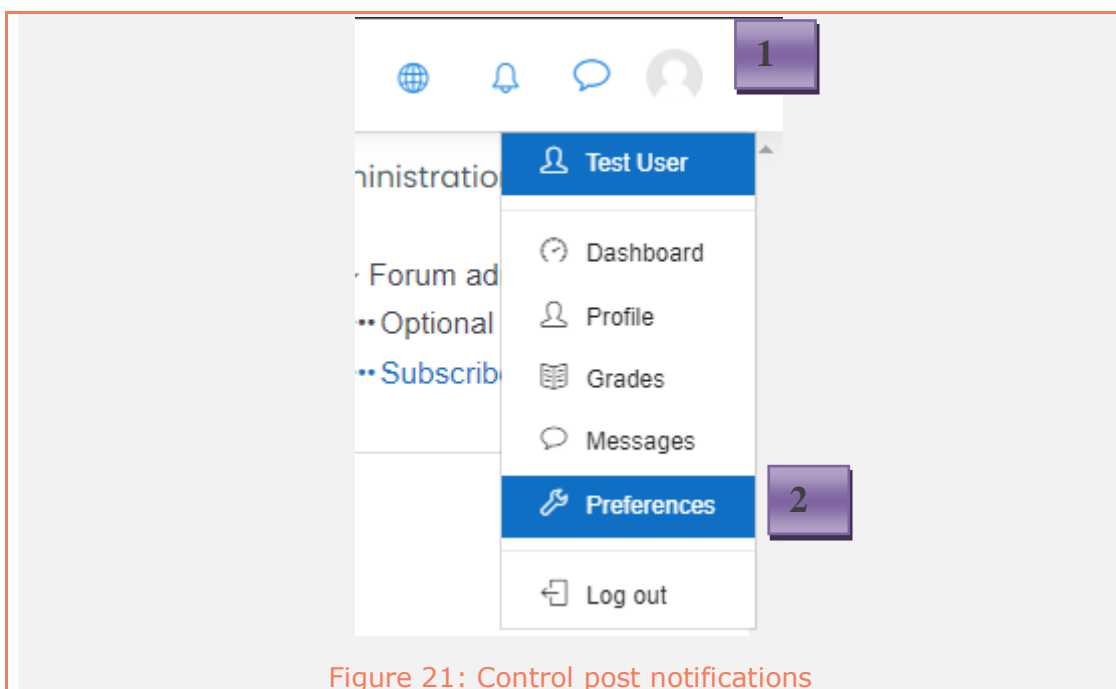 1
Test User
ninistratio
Dashboard
Forum ad
Profile
Optional
Subscrib
Grades
Messages
Preferences
2
Log out
Figure 21: Control post notifications